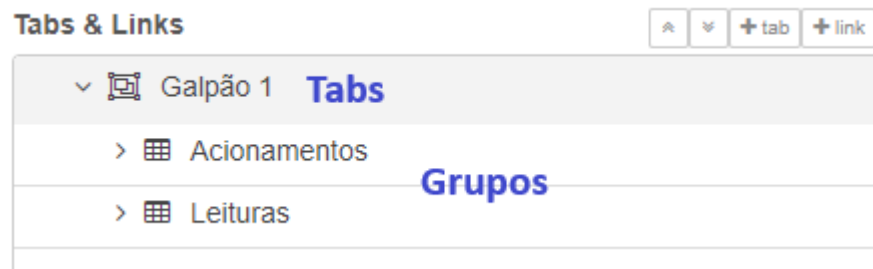 Tabs & Links
+ tab
+ link
Galpão 1 Tabs
Acionamentos
Grupos
Leituras